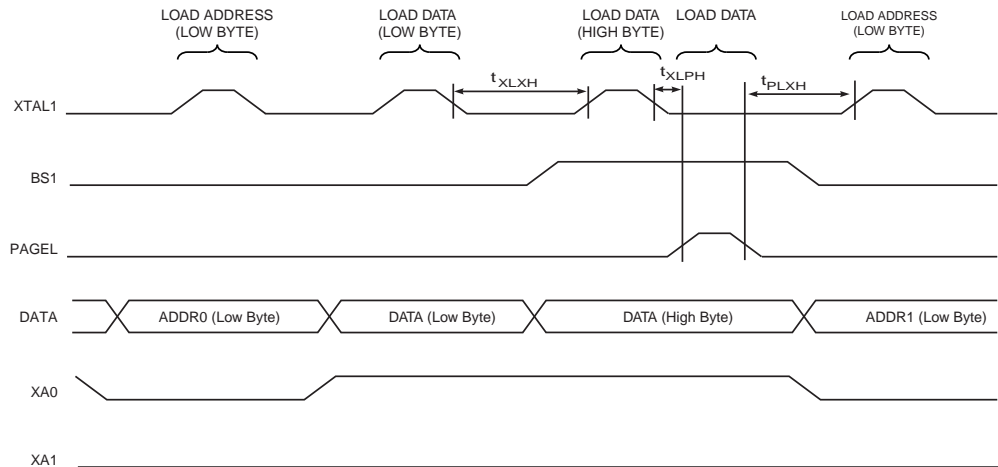 LOAD ADDRESS
(LOW BYTE)
LOAD DATA
(LOW BYTE)
LOAD DATA
(HIGH BYTE)
LOAD DATA
LOAD ADDRESS
(LOW BYTE)
tXLXH
tXLPH
tPLXH
XTAL1
BS1
PAGEL
DATA
ADDR0 (Low Byte)
DATA (Low Byte)
DATA (High Byte)
ADDR1 (Low Byte)
XA0
XA1